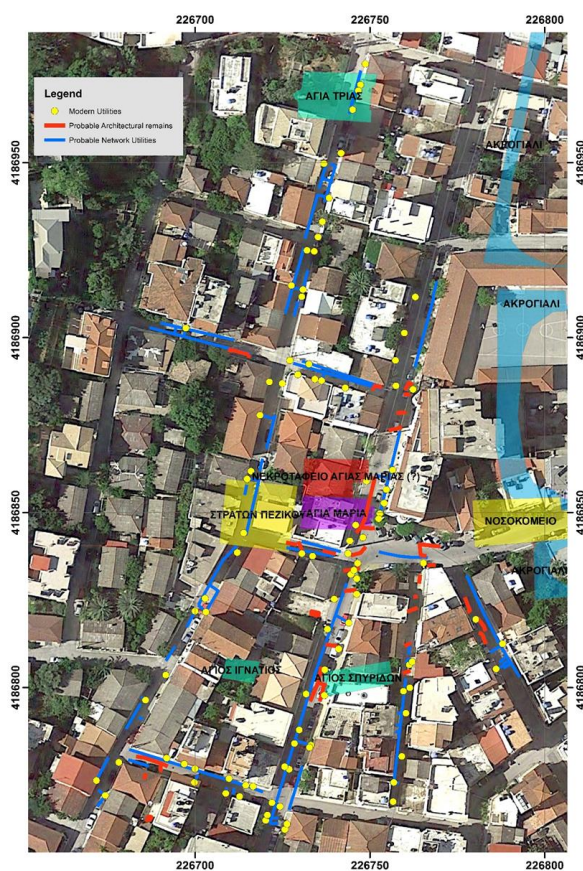 226700 226750 226800
Legend
Modern Utilities
Probable Architectural remains
Probable Network Utilities
ΑΓΙΑ ΤΡΙΑΣ
ΑΚΡΟΓΙΑΛΙ
4186950
4186950
ΑΚΡΟΓΙΑΛΙ
4186900
4186900
ΝΕΚΡΟΤΑΦΕΙΟ ΑΓΙΑΣ ΜΑΡΙΑΣ (?)
ΣΤΡΑΤΩΝ ΠΕΖΙΚΟΥ
ΑΓΙΑ ΜΑΡΙΑ
ΝΟΣΟΚΟΜΕΙΟ
4186850
4186850
ΑΚΡΟΓΙΑΛΙ
ΑΓΙΟΣ ΙΓΝΑΤΙΟΣ
ΑΓΙΟΣ ΣΠΥΡΙΔΩΝ
4186800
4186800
226700 226750 226800